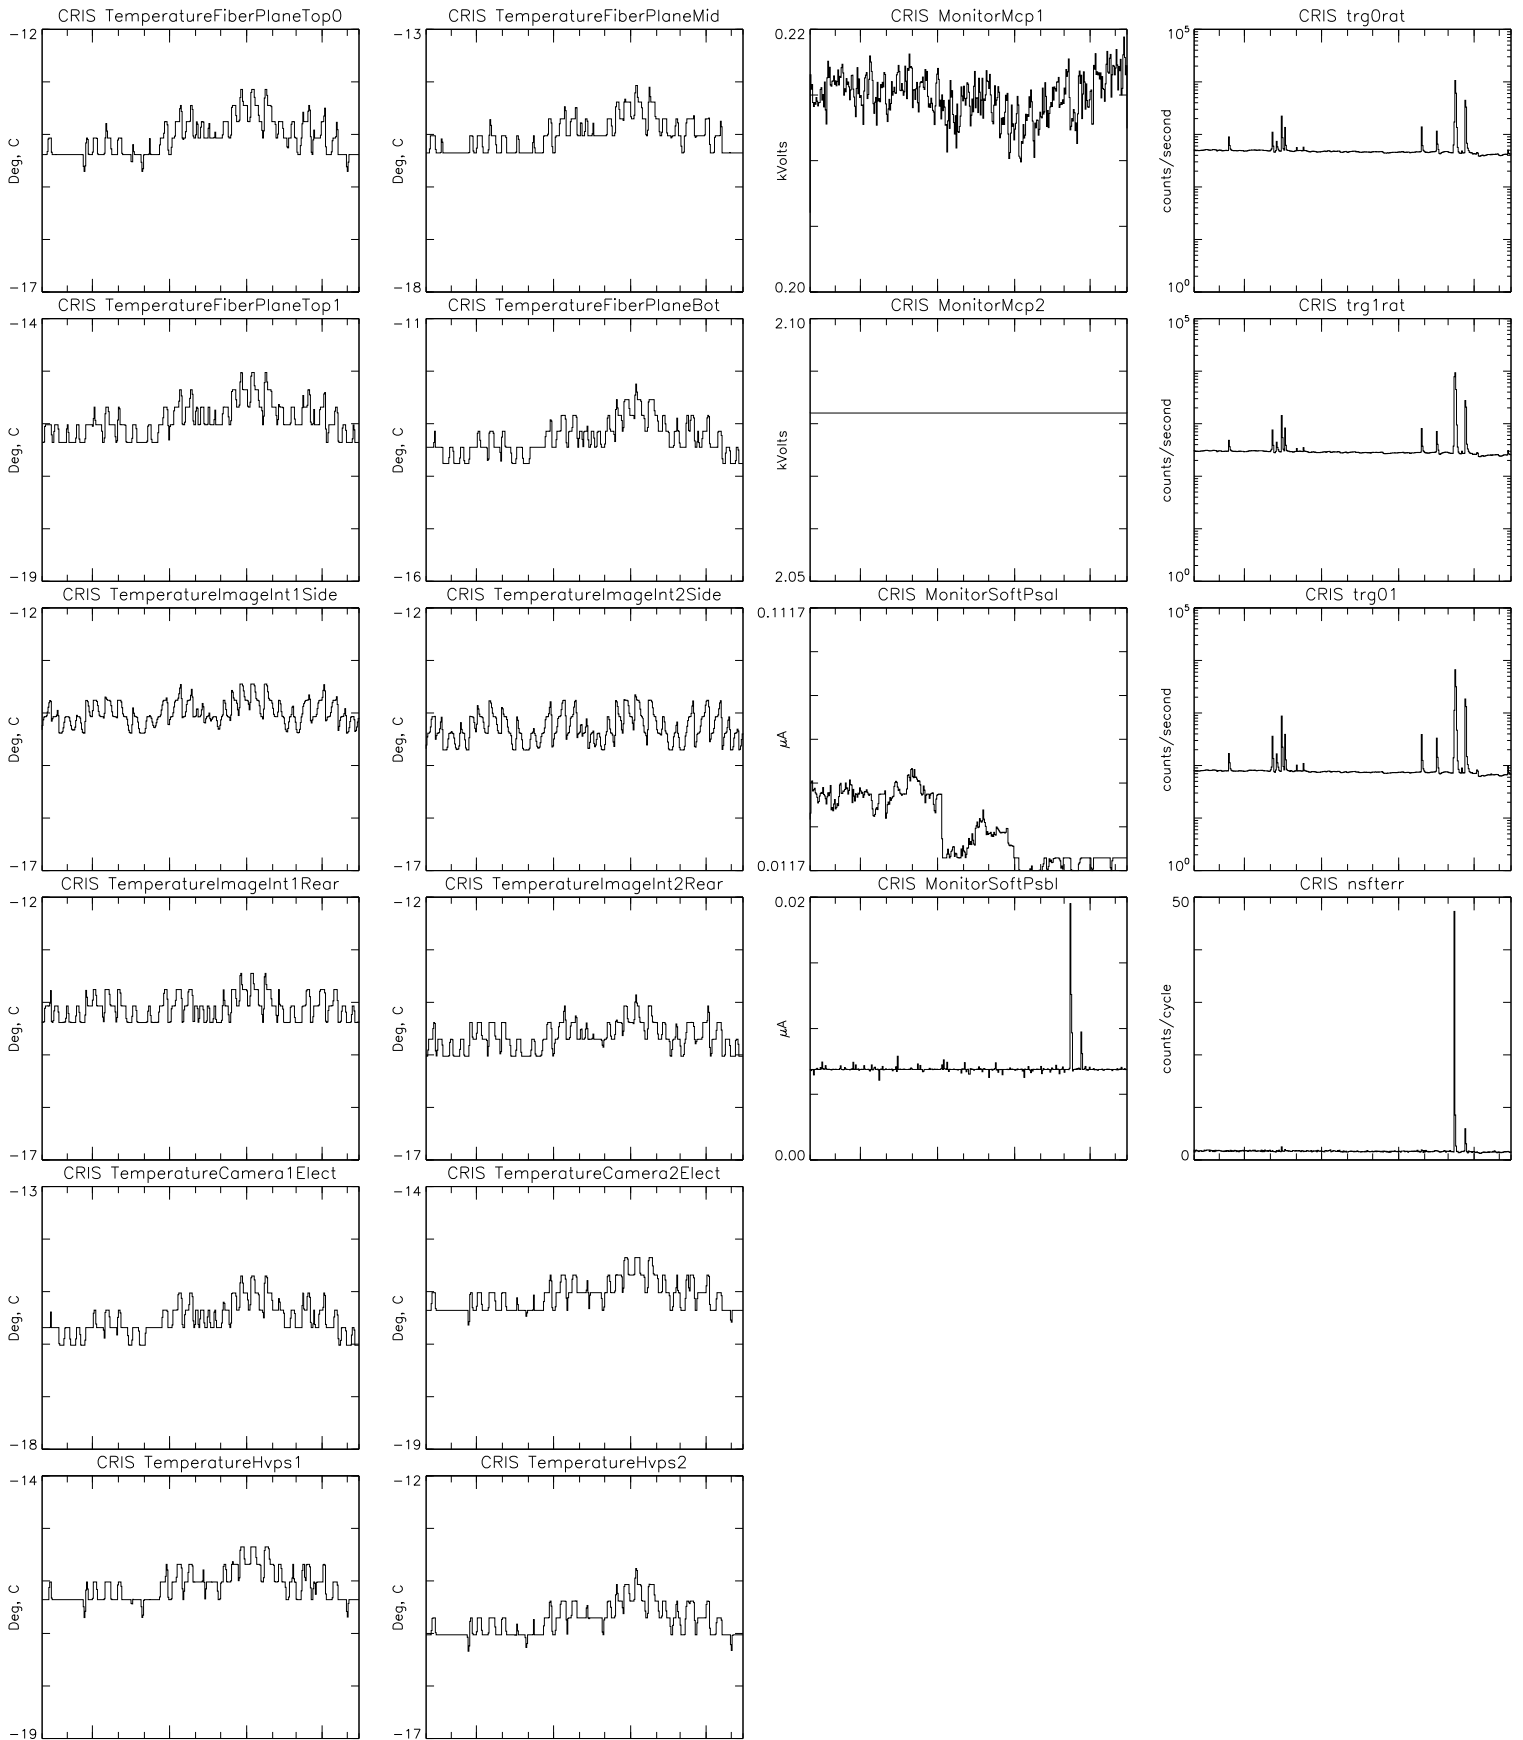 CRIS TemperatureFiberPlaneTop0
-12
Deg, C
-17
CRIS TemperatureFiberPlaneMid
-13
Deg, C
-18
CRIS MonitorMcp1
0.22
kVolts
0.20
CRIS trg0rat
10^5
counts/second
10^0
CRIS TemperatureFiberPlaneTop1
-14
Deg, C
-19
CRIS TemperatureFiberPlaneBot
-11
Deg, C
-16
CRIS MonitorMcp2
2.10
kVolts
2.05
CRIS trg1rat
10^5
counts/second
10^0
CRIS TemperatureImageInt1Side
-12
Deg, C
-17
CRIS TemperatureImageInt2Side
-12
Deg, C
-17
CRIS MonitorSoftPsaI
0.1117
μA
0.0117
CRIS trg01
10^5
counts/second
10^0
CRIS TemperatureImageInt1Rear
-12
Deg, C
-17
CRIS TemperatureImageInt2Rear
-12
Deg, C
-17
CRIS MonitorSoftPsbI
0.02
μA
0.00
CRIS nsfterr
50
counts/cycle
0
CRIS TemperatureCamera1Elect
-13
Deg, C
-18
CRIS TemperatureCamera2Elect
-14
Deg, C
-19
CRIS TemperatureHvps1
-14
Deg, C
-19
CRIS TemperatureHvps2
-12
Deg, C
-17